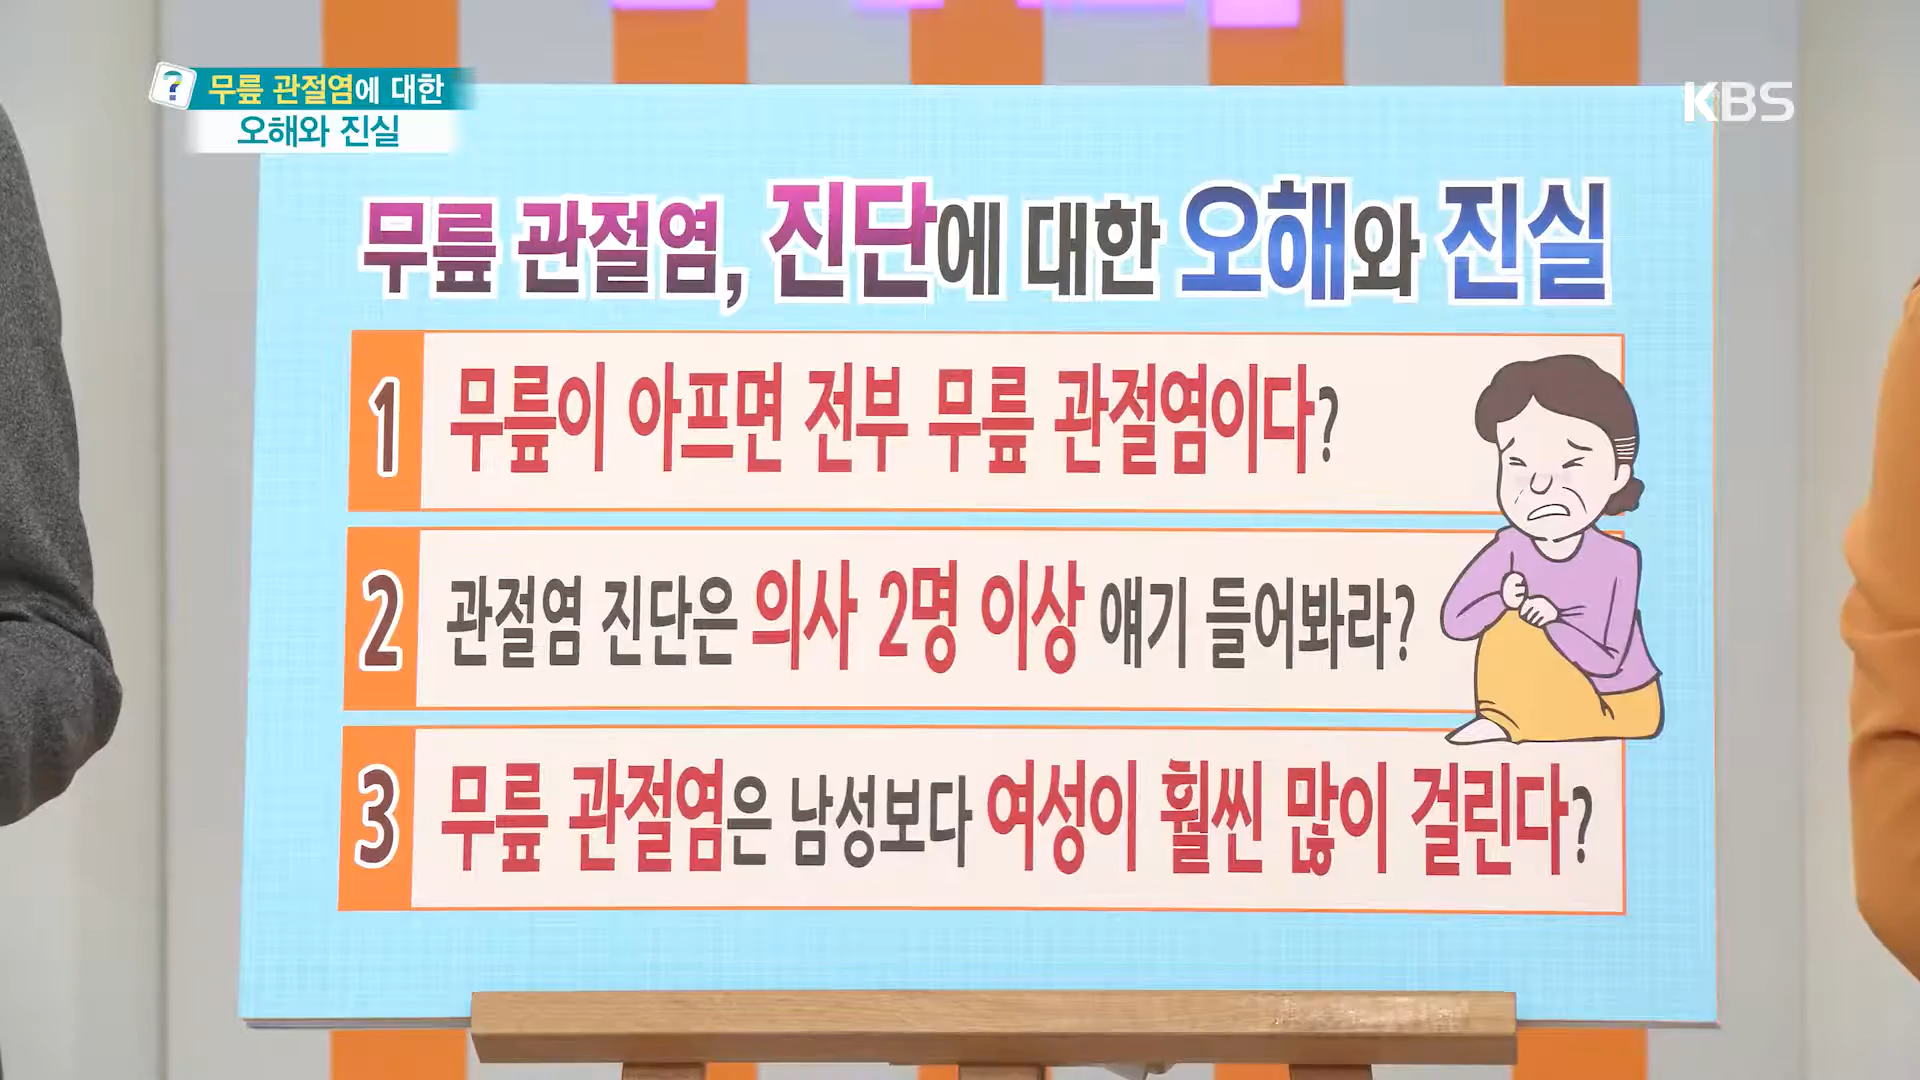 ? 무릎 관절염에 대한
오해와 진실
KBS
무릎 관절염, 진단에 대한 오해와 진실
1 무릎이 아프면 전부 무릎 관절염이다?
2 관절염 진단은 의사 2명 이상 얘기 들어봐라?
3 무릎 관절염은 남성보다 여성이 훨씬 많이 걸린다?